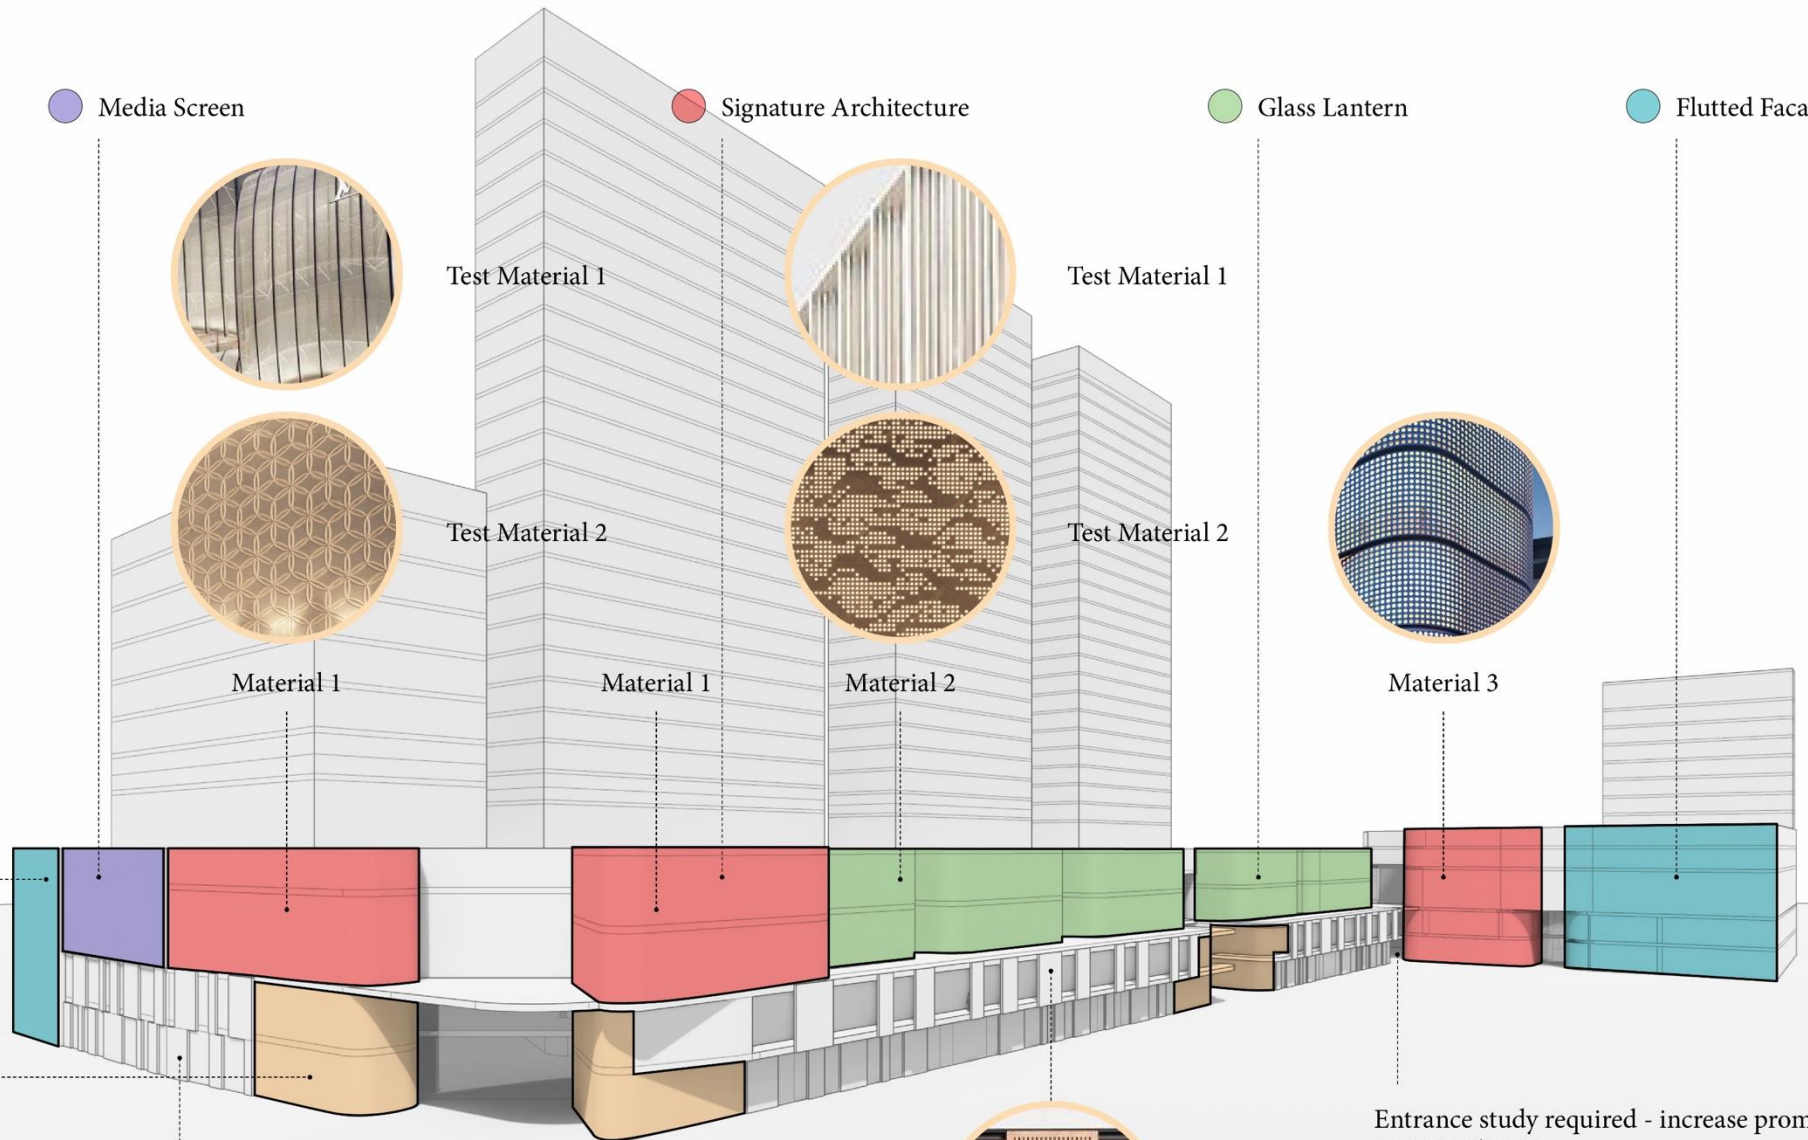 Media Screen
Signature Architecture
Glass Lantern
Flutted Faca
Test Material 1
Test Material 1
Test Material 2
Test Material 2
Material 1
Material 1
Material 2
Material 3
Entrance study required - increase prom